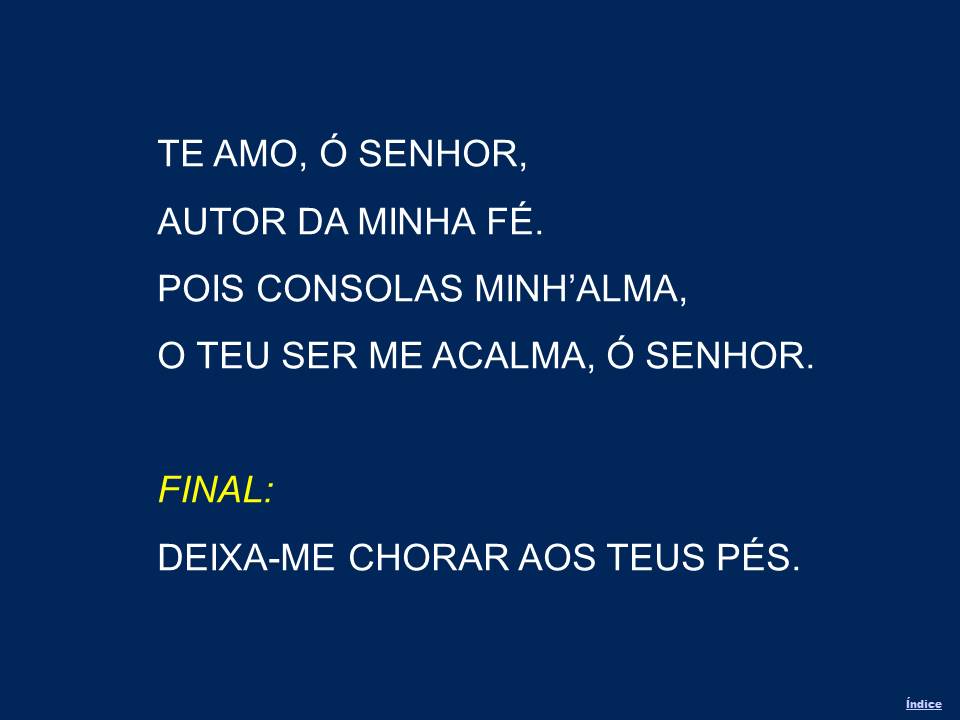 TE AMO, Ó SENHOR,
AUTOR DA MINHA FÉ.
POIS CONSOLAS MINH’ALMA,
O TEU SER ME ACALMA, Ó SENHOR.
FINAL:
DEIXA-ME CHORAR AOS TEUS PÉS.
Índice